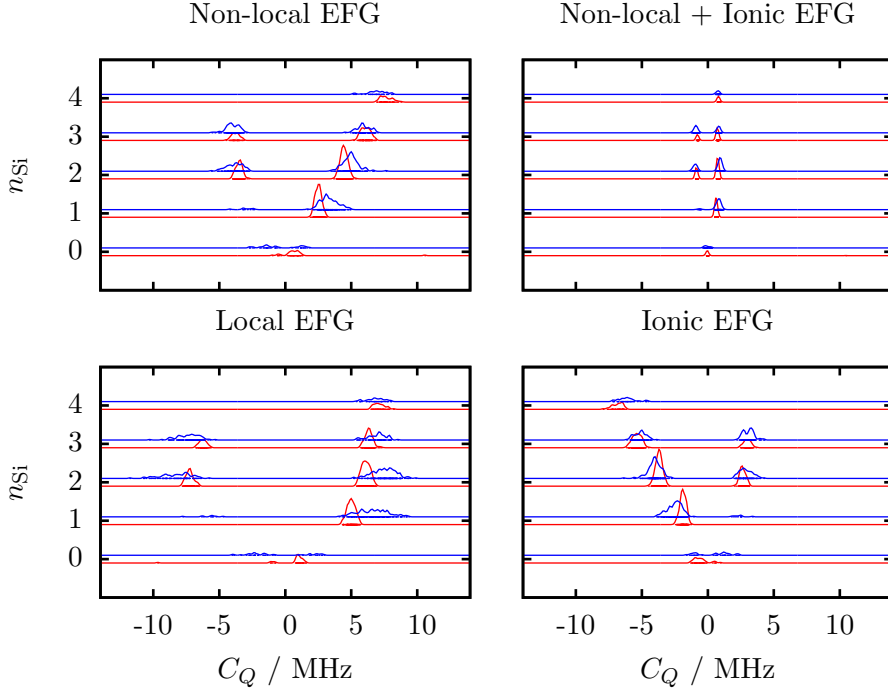 Non-local EFG
Non-local + Ionic EFG
4
3
2
1
0
n_Si
Local EFG
Ionic EFG
4
3
2
1
0
n_Si
-10 -5 0 5 10
-10 -5 0 5 10
C_Q / MHz
C_Q / MHz